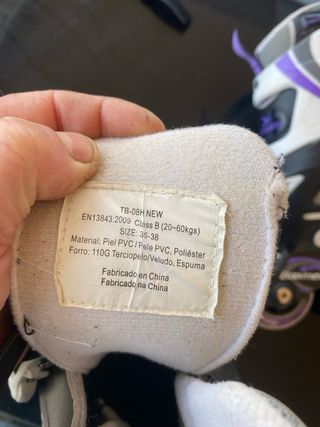 TB-08H NEW
EN13843:2009 Class B (20~60kgs)
SIZE: 35-38
Material: Piel PVC / Pele PVC, Poliéster
Forro: 110G Terciopelo/Veludo, Espuma
Fabricado en China
Fabricado na China